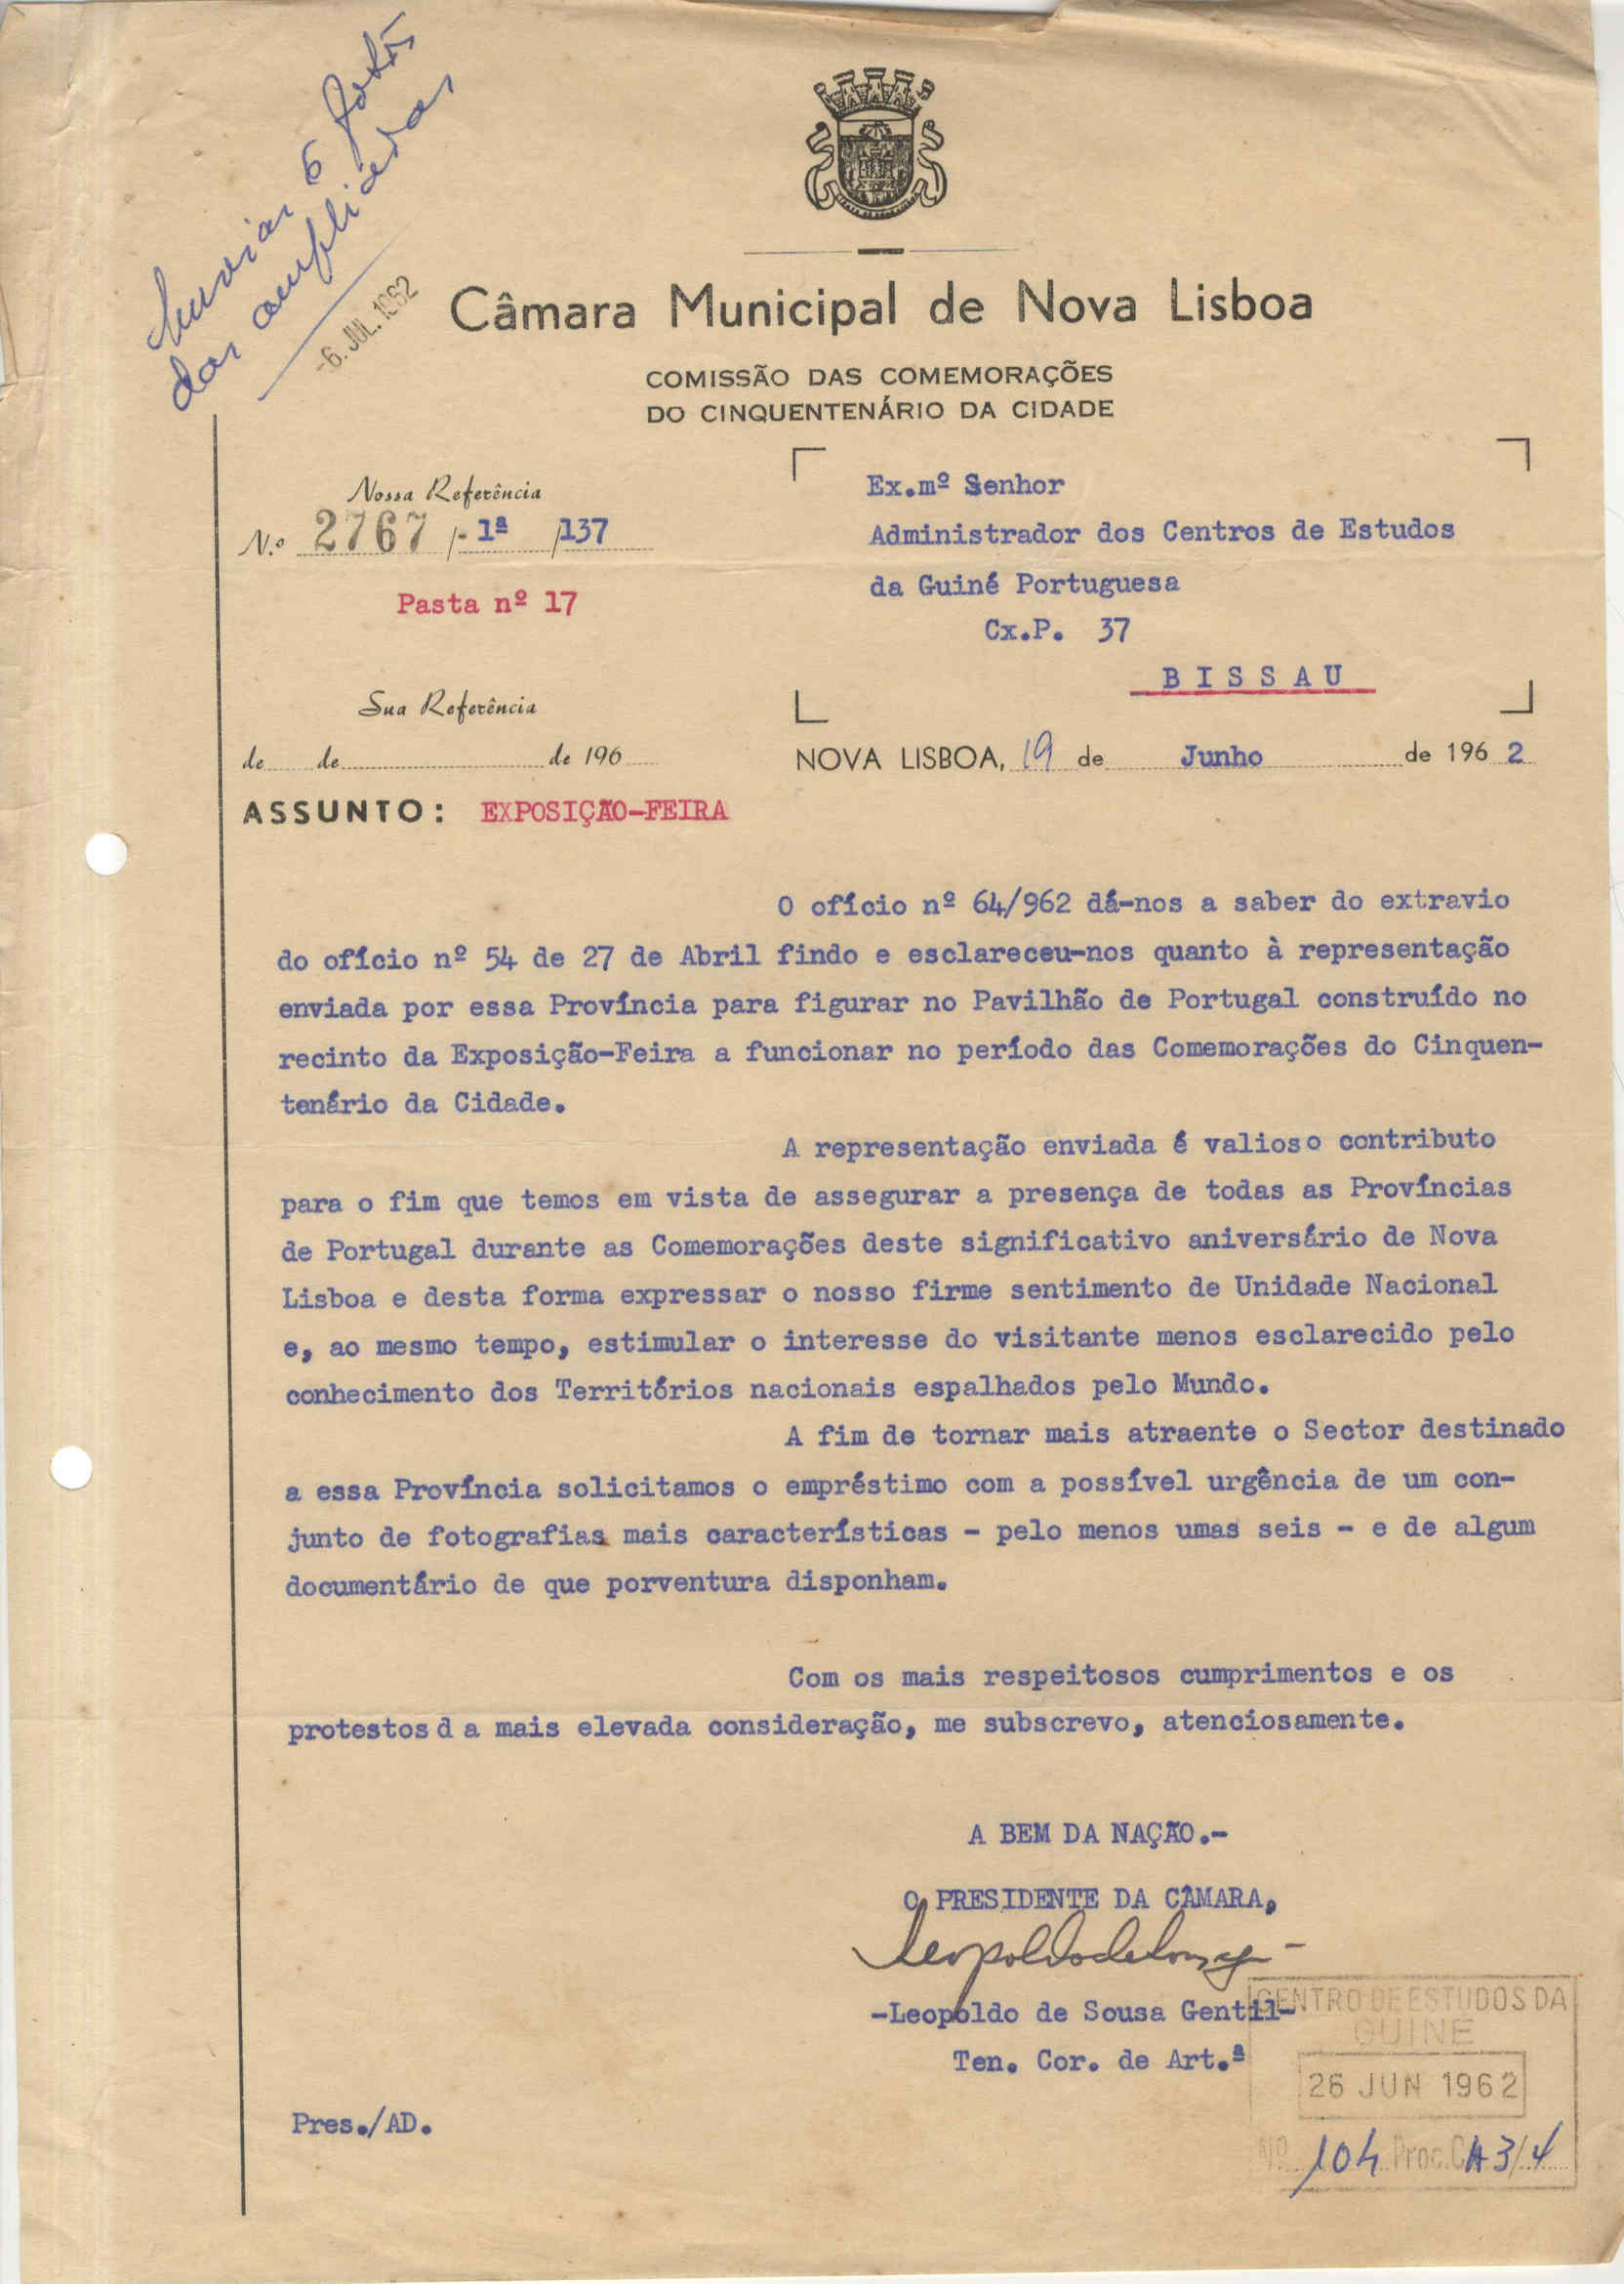 Enviar 6 fotos
das ampliadas
-6. JUL. 1962
Câmara Municipal de Nova Lisboa
COMISSÃO DAS COMEMORAÇÕES
DO CINQUENTENÁRIO DA CIDADE
Nossa Referência
N.º 2767 /- 1ª /137
Pasta nº 17
Ex.mº Senhor
Administrador dos Centros de Estudos
da Guiné Portuguesa
Cx.P. 37
B I S S A U
Sua Referência
de de de 196
NOVA LISBOA, 19 de Junho de 196 2
ASSUNTO: EXPOSIÇÃO-FEIRA
O ofício nº 64/962 dá-nos a saber do extravio
do ofício nº 54 de 27 de Abril findo e esclareceu-nos quanto à representação
enviada por essa Província para figurar no Pavilhão de Portugal construído no
recinto da Exposição-Feira a funcionar no período das Comemorações do Cinquen-
tenário da Cidade.
A representação enviada é valioso contributo
para o fim que temos em vista de assegurar a presença de todas as Províncias
de Portugal durante as Comemorações deste significativo aniversário de Nova
Lisboa e desta forma expressar o nosso firme sentimento de Unidade Nacional
e, ao mesmo tempo, estimular o interesse do visitante menos esclarecido pelo
conhecimento dos Territórios nacionais espalhados pelo Mundo.
A fim de tornar mais atraente o Sector destinado
a essa Província solicitamos o empréstimo com a possível urgência de um con-
junto de fotografias mais características - pelo menos umas seis - e de algum
documentário de que porventura disponham.
Com os mais respeitosos cumprimentos e os
protestos d a mais elevada consideração, me subscrevo, atenciosamente.
A BEM DA NAÇÃO.-
O PRESIDENTE DA CÂMARA,
-Leopoldo de Sousa Gentil-
Ten. Cor. de Art.ª
CENTRO DE ESTUDOS DA
GUINÉ
26 JUN 1962
Nº 104 Proc. CA 3/4
Pres./AD.